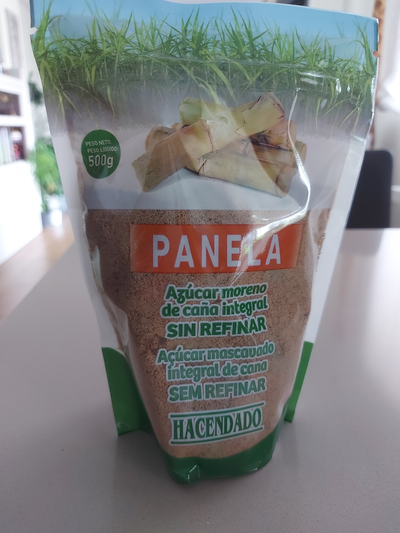 PESO NETO
PESO LÍQUIDO
500g
PANELA
Azúcar moreno
de caña integral
SIN REFINAR
Açúcar mascavado
integral de cana
SEM REFINAR
HACENDADO